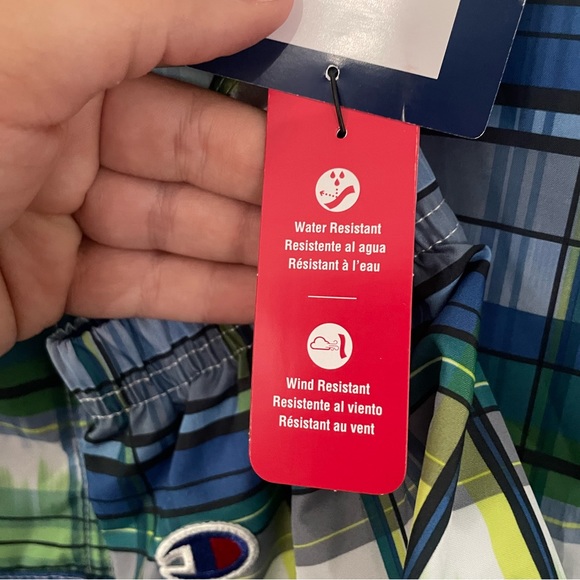 Water Resistant
Resistente al agua
Résistant à l'eau
Wind Resistant
Resistente al viento
Résistant au vent